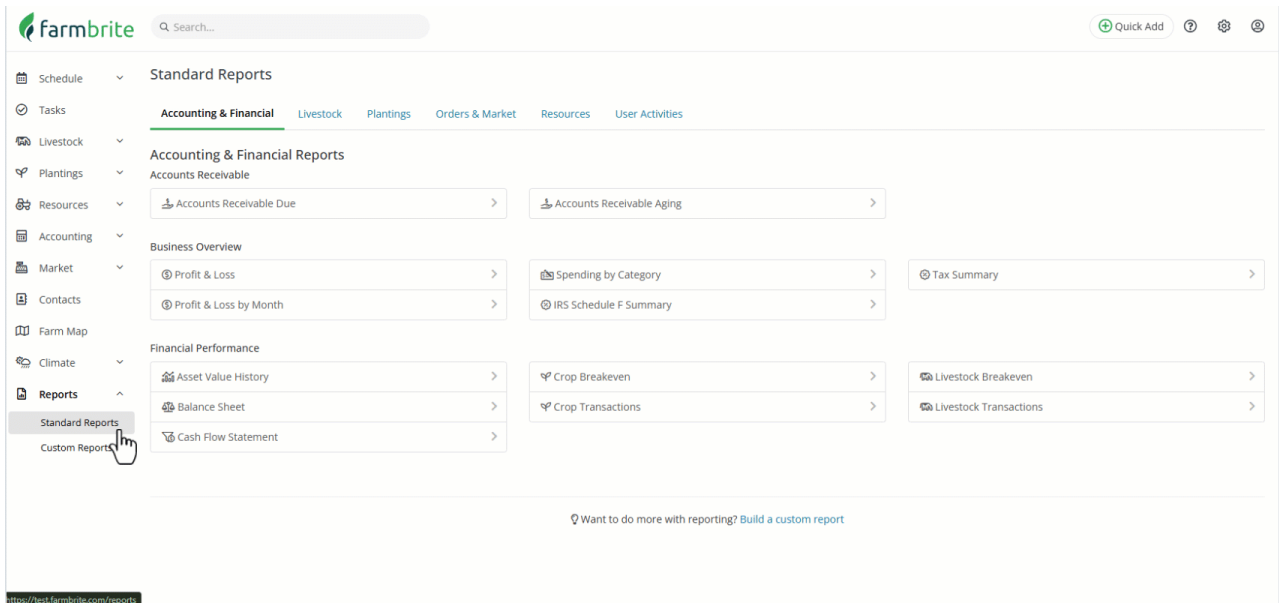 farmbrite
Search...
Quick Add
Schedule
Tasks
Livestock
Plantings
Resources
Accounting
Market
Contacts
Farm Map
Climate
Reports
Standard Reports
Custom Reports
Standard Reports
Accounting & Financial Livestock Plantings Orders & Market Resources User Activities
Accounting & Financial Reports
Accounts Receivable
Accounts Receivable Due Accounts Receivable Aging
Business Overview
Profit & Loss Spending by Category Tax Summary
Profit & Loss by Month IRS Schedule F Summary
Financial Performance
Asset Value History Crop Breakeven Livestock Breakeven
Balance Sheet Crop Transactions Livestock Transactions
Cash Flow Statement
Want to do more with reporting? Build a custom report
https://test.farmbrite.com/reports